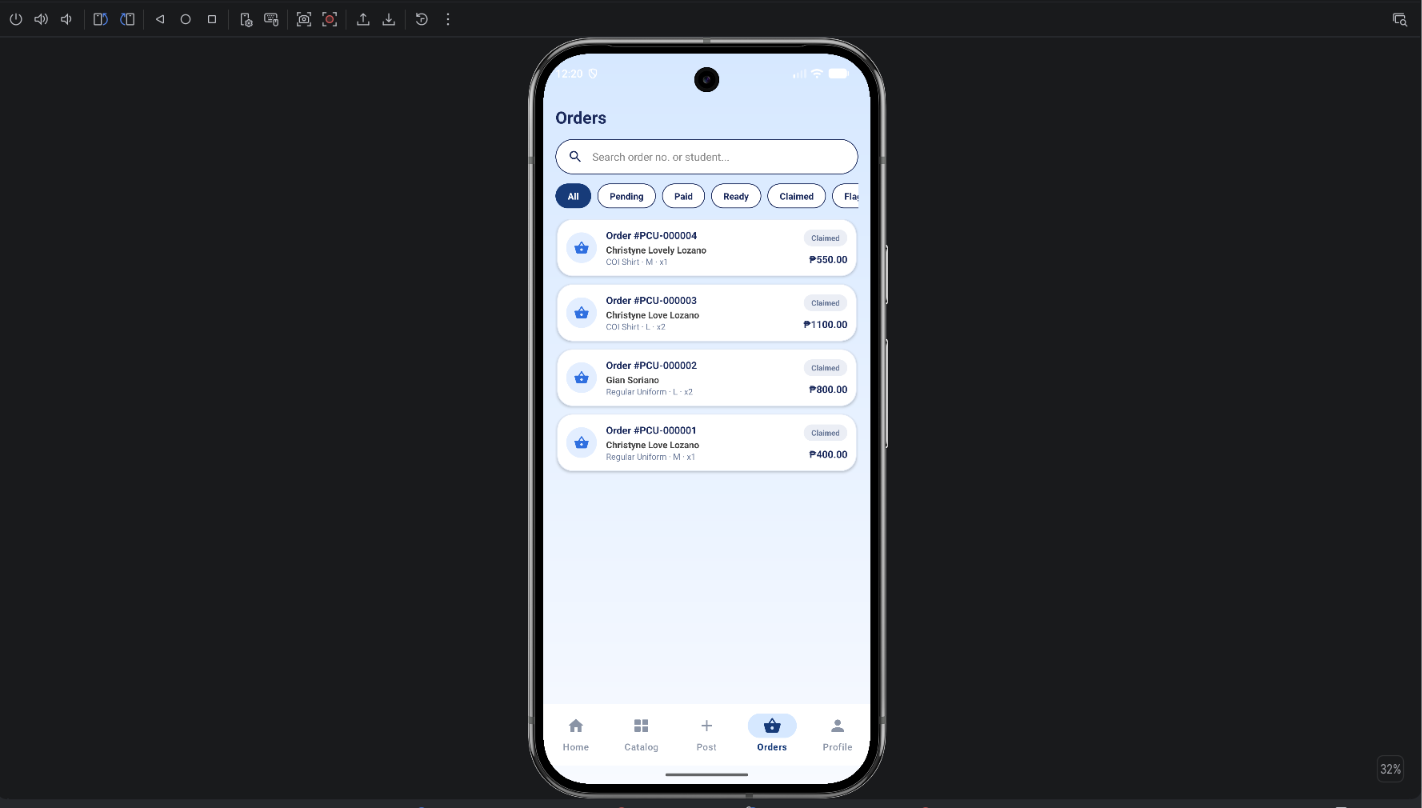 12:20
Orders
Search order no. or student...
All Pending Paid Ready Claimed Flag
Order #PCU-000004 Claimed
Christyne Lovely Lozano
COI Shirt · M · x1 ₱550.00
Order #PCU-000003 Claimed
Christyne Love Lozano
COI Shirt · L · x2 ₱1100.00
Order #PCU-000002 Claimed
Gian Soriano
Regular Uniform · L · x2 ₱800.00
Order #PCU-000001 Claimed
Christyne Love Lozano
Regular Uniform · M · x1 ₱400.00
Home Catalog Post Orders Profile
32%